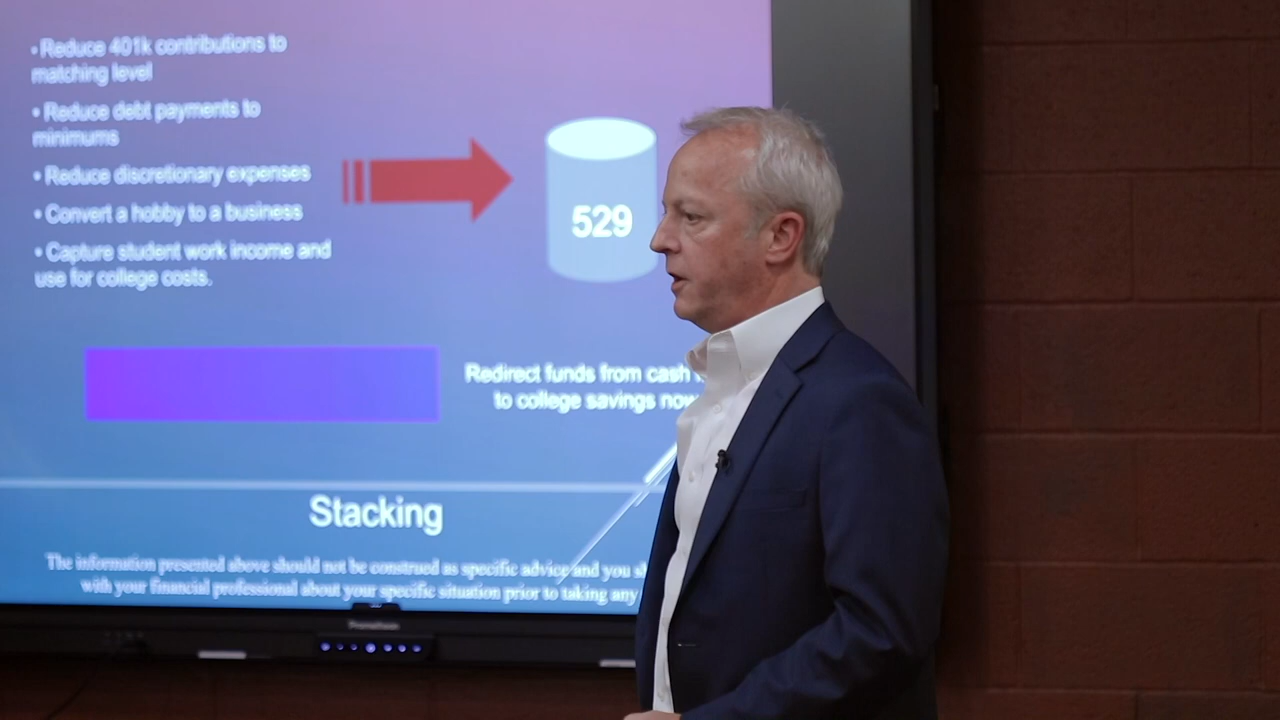 • Reduce 401k contributions to
matching level
• Reduce debt payments to
minimums
• Reduce discretionary expenses
• Convert a hobby to a business
• Capture student work income and
use for college costs.
529
Redirect funds from cash
to college savings now
Stacking
The information presented above should not be construed as specific advice and you
with your financial professional about your specific situation prior to taking any
Promethean